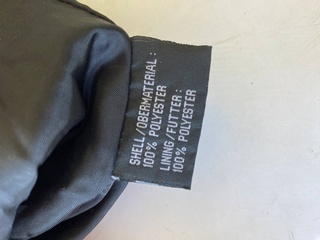 SHELL/OBERMATERIAL:
100% POLYESTER
LINING/FUTTER:
100% POLYESTER